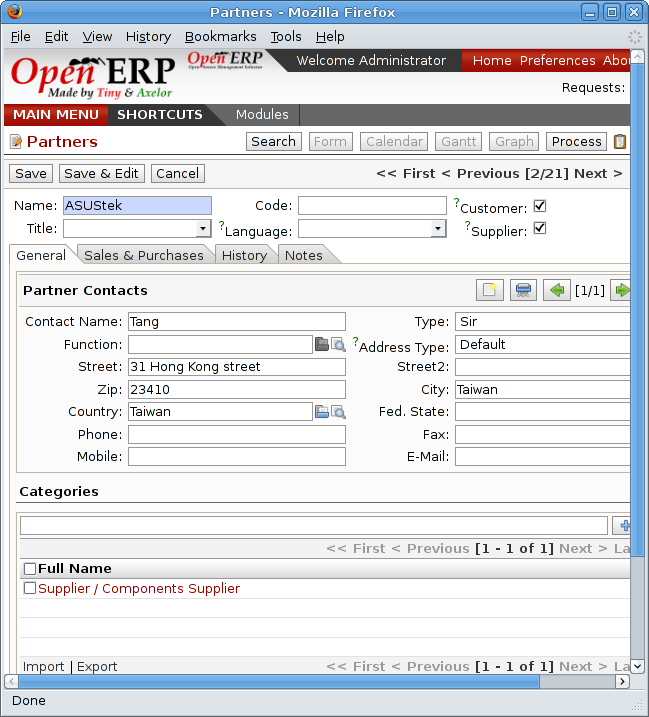 Partners - Mozilla Firefox
File Edit View History Bookmarks Tools Help
Open ERP
Made by Tiny & Axelor
Open ERP
Open Source Management Solution
Welcome Administrator
Home Preferences Abou
Requests:
MAIN MENU SHORTCUTS Modules
Partners Search Form Calendar Gantt Graph Process
Save Save & Edit Cancel << First < Previous [2/21] Next >
Name: ASUStek Code: ?Customer:
Title: ?Language: ?Supplier:
General Sales & Purchases History Notes
Partner Contacts [1/1]
Contact Name: Tang Type: Sir
Function: ?Address Type: Default
Street: 31 Hong Kong street Street2:
Zip: 23410 City: Taiwan
Country: Taiwan Fed. State:
Phone: Fax:
Mobile: E-Mail:
Categories
<< First < Previous [1 - 1 of 1] Next > La
Full Name
Supplier / Components Supplier
Import | Export << First < Previous [1 - 1 of 1] Next > La
Done